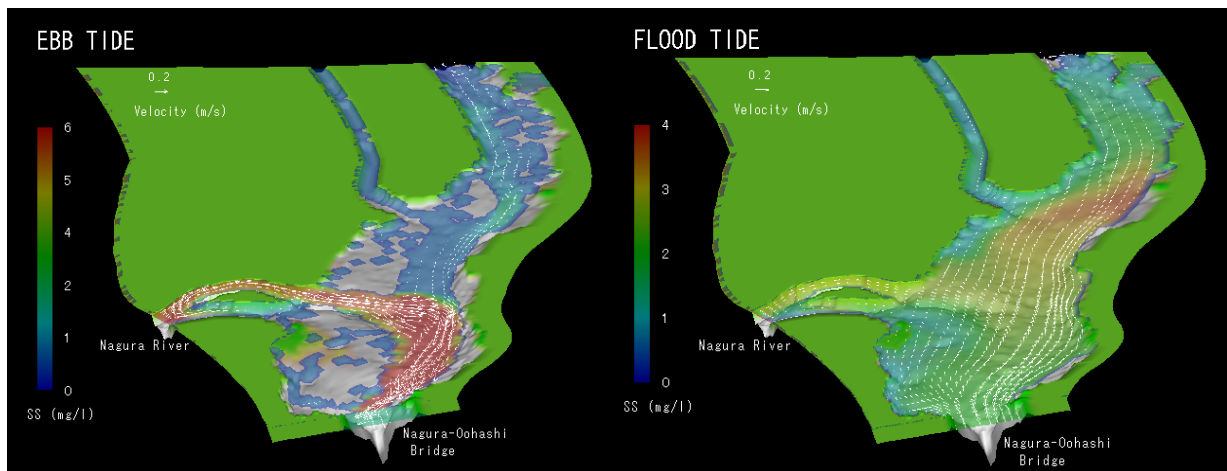 EBB TIDE
0.2
Velocity (m/s)
6
5
4
2
1
0
SS (mg/l)
Nagura River
Nagura-Oohashi
Bridge
FLOOD TIDE
0.2
Velocity (m/s)
4
3
2
1
0
SS (mg/l)
Nagura River
Nagura-Oohashi
Bridge